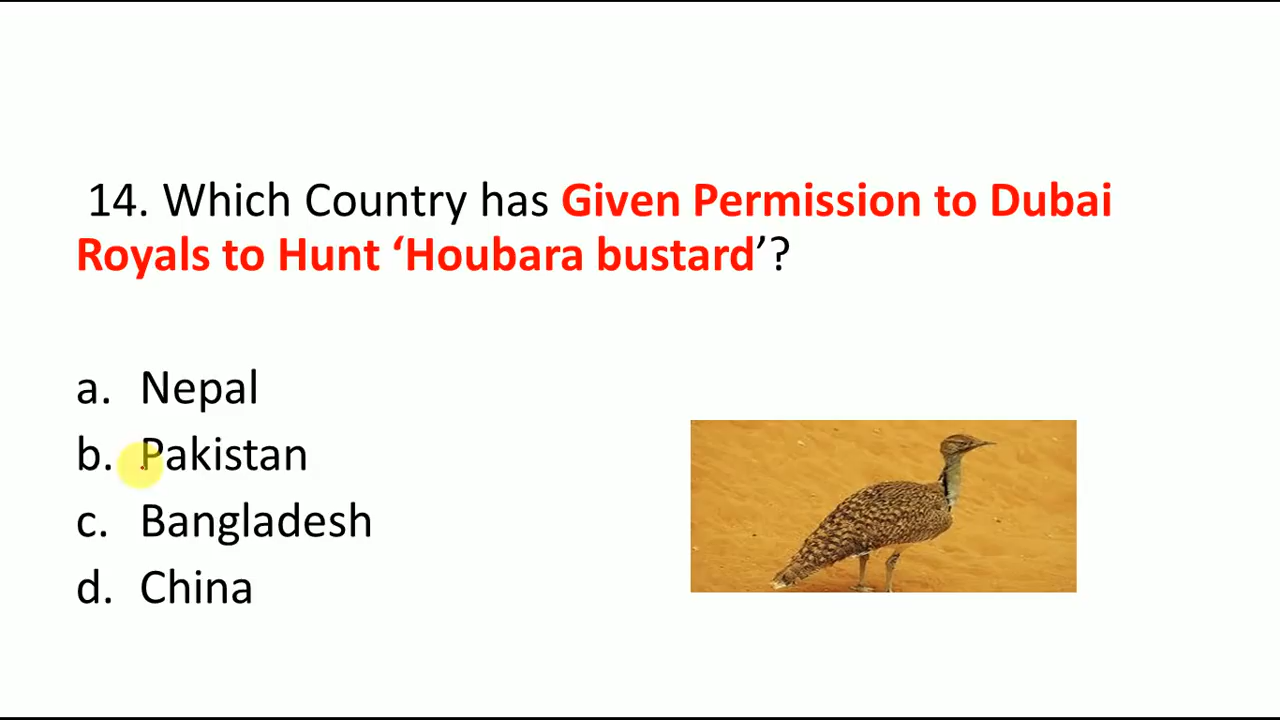 14. Which Country has Given Permission to Dubai
Royals to Hunt ‘Houbara bustard’?
a. Nepal
b. Pakistan
c. Bangladesh
d. China